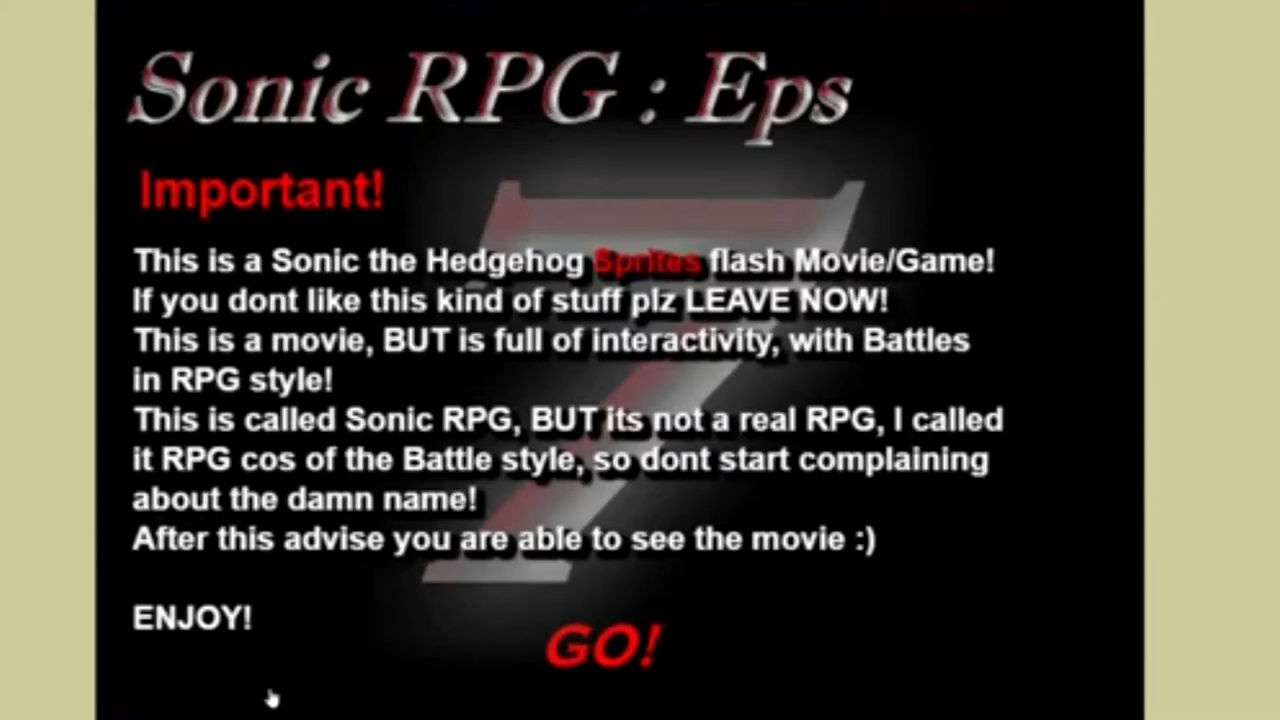 Sonic RPG : Eps
7
Important!
This is a Sonic the Hedgehog Sprites flash Movie/Game!
If you dont like this kind of stuff plz LEAVE NOW!
This is a movie, BUT is full of interactivity, with Battles
in RPG style!
This is called Sonic RPG, BUT its not a real RPG, I called
it RPG cos of the Battle style, so dont start complaining
about the damn name!
After this advise you are able to see the movie :)
ENJOY!
GO!